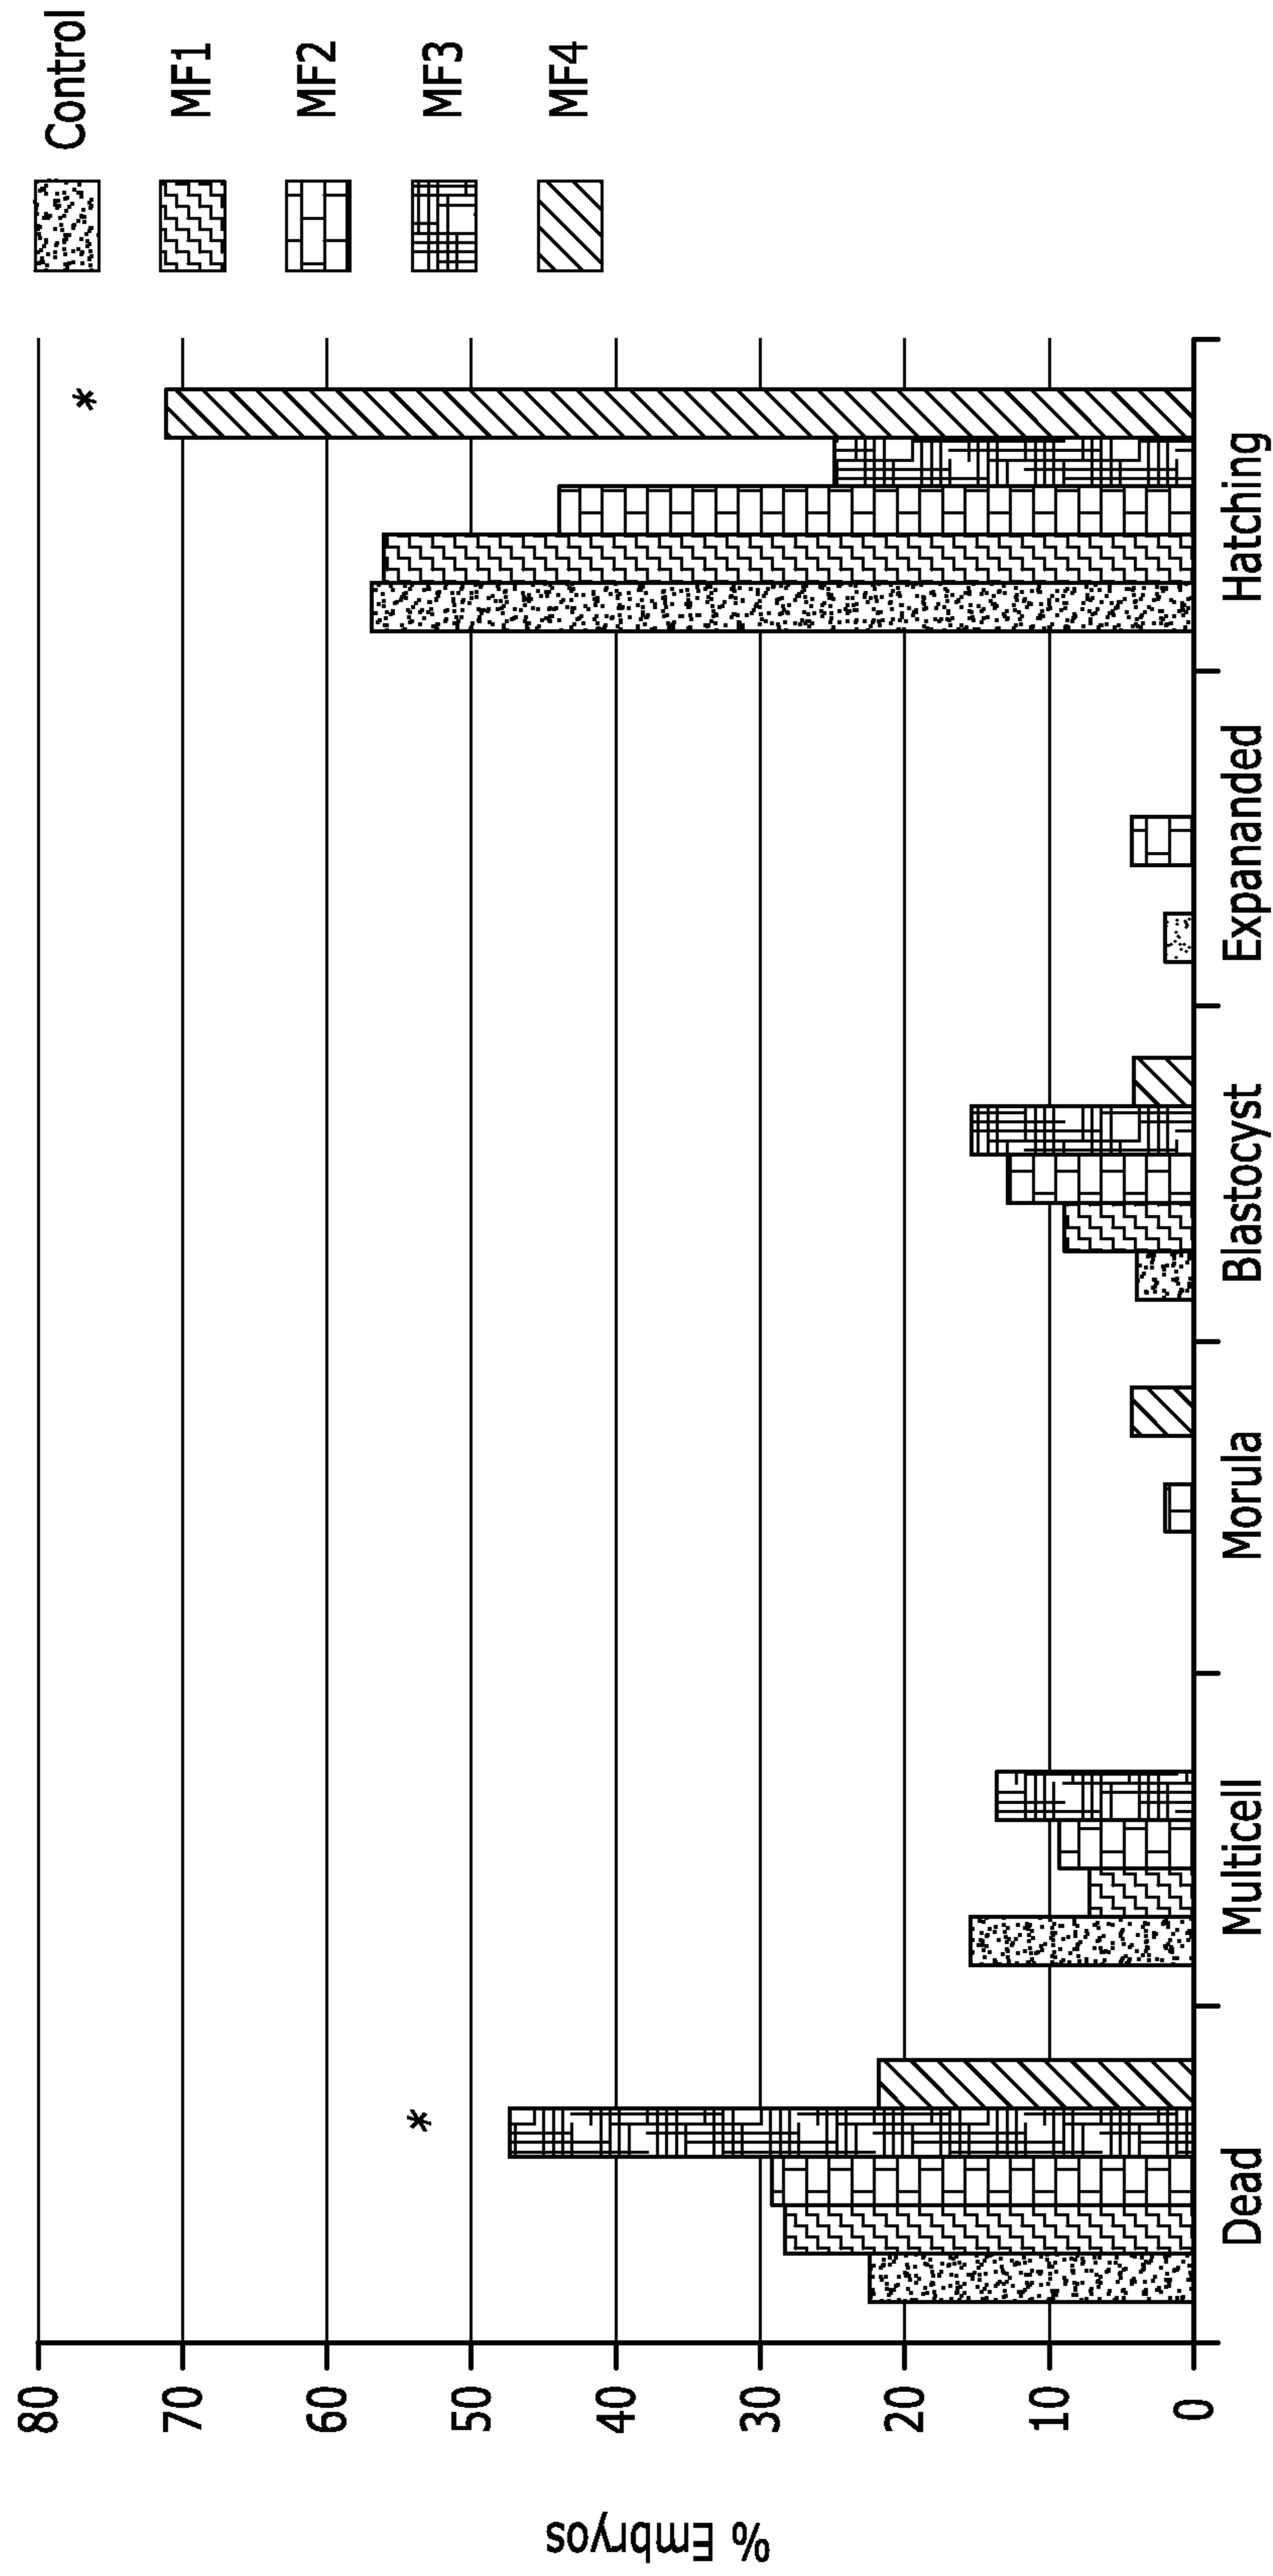 Control
MF1
MF2
MF3
MF4
*
*
80
70
60
50
40
30
20
10
0
% Embryos
Dead
Multicell
Morula
Blastocyst
Expananded
Hatching